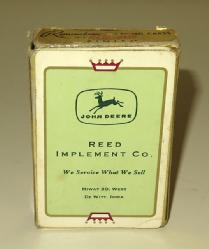 JOHN DEERE
REED
IMPLEMENT CO.
We Service What We Sell
HIWAY 30, WEST
DE WITT, IOWA